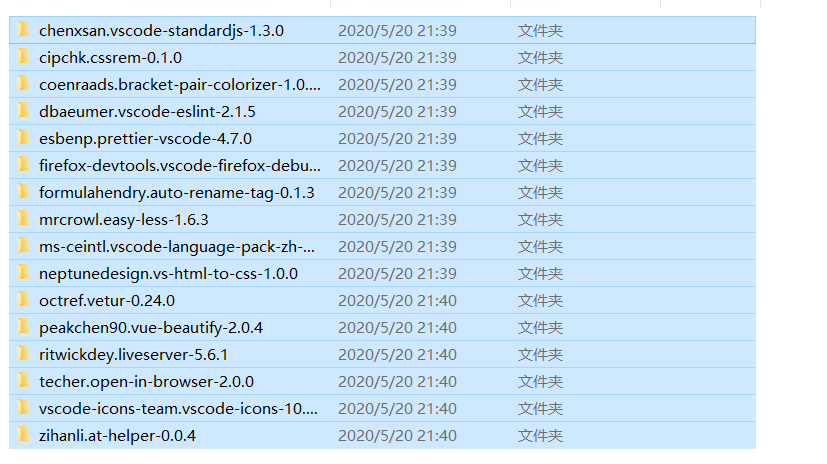 chenxsan.vscode-standardjs-1.3.0 2020/5/20 21:39 文件夹
cipchk.cssrem-0.1.0 2020/5/20 21:39 文件夹
coenraads.bracket-pair-colorizer-1.0.... 2020/5/20 21:39 文件夹
dbaeumer.vscode-eslint-2.1.5 2020/5/20 21:39 文件夹
esbenp.prettier-vscode-4.7.0 2020/5/20 21:39 文件夹
firefox-devtools.vscode-firefox-debu... 2020/5/20 21:39 文件夹
formulahendry.auto-rename-tag-0.1.3 2020/5/20 21:39 文件夹
mrcrowl.easy-less-1.6.3 2020/5/20 21:39 文件夹
ms-ceintl.vscode-language-pack-zh-... 2020/5/20 21:39 文件夹
neptunedesign.vs-html-to-css-1.0.0 2020/5/20 21:39 文件夹
octref.vetur-0.24.0 2020/5/20 21:40 文件夹
peakchen90.vue-beautify-2.0.4 2020/5/20 21:40 文件夹
ritwickdey.liveserver-5.6.1 2020/5/20 21:40 文件夹
techer.open-in-browser-2.0.0 2020/5/20 21:40 文件夹
vscode-icons-team.vscode-icons-10.... 2020/5/20 21:40 文件夹
zihanli.at-helper-0.0.4 2020/5/20 21:40 文件夹